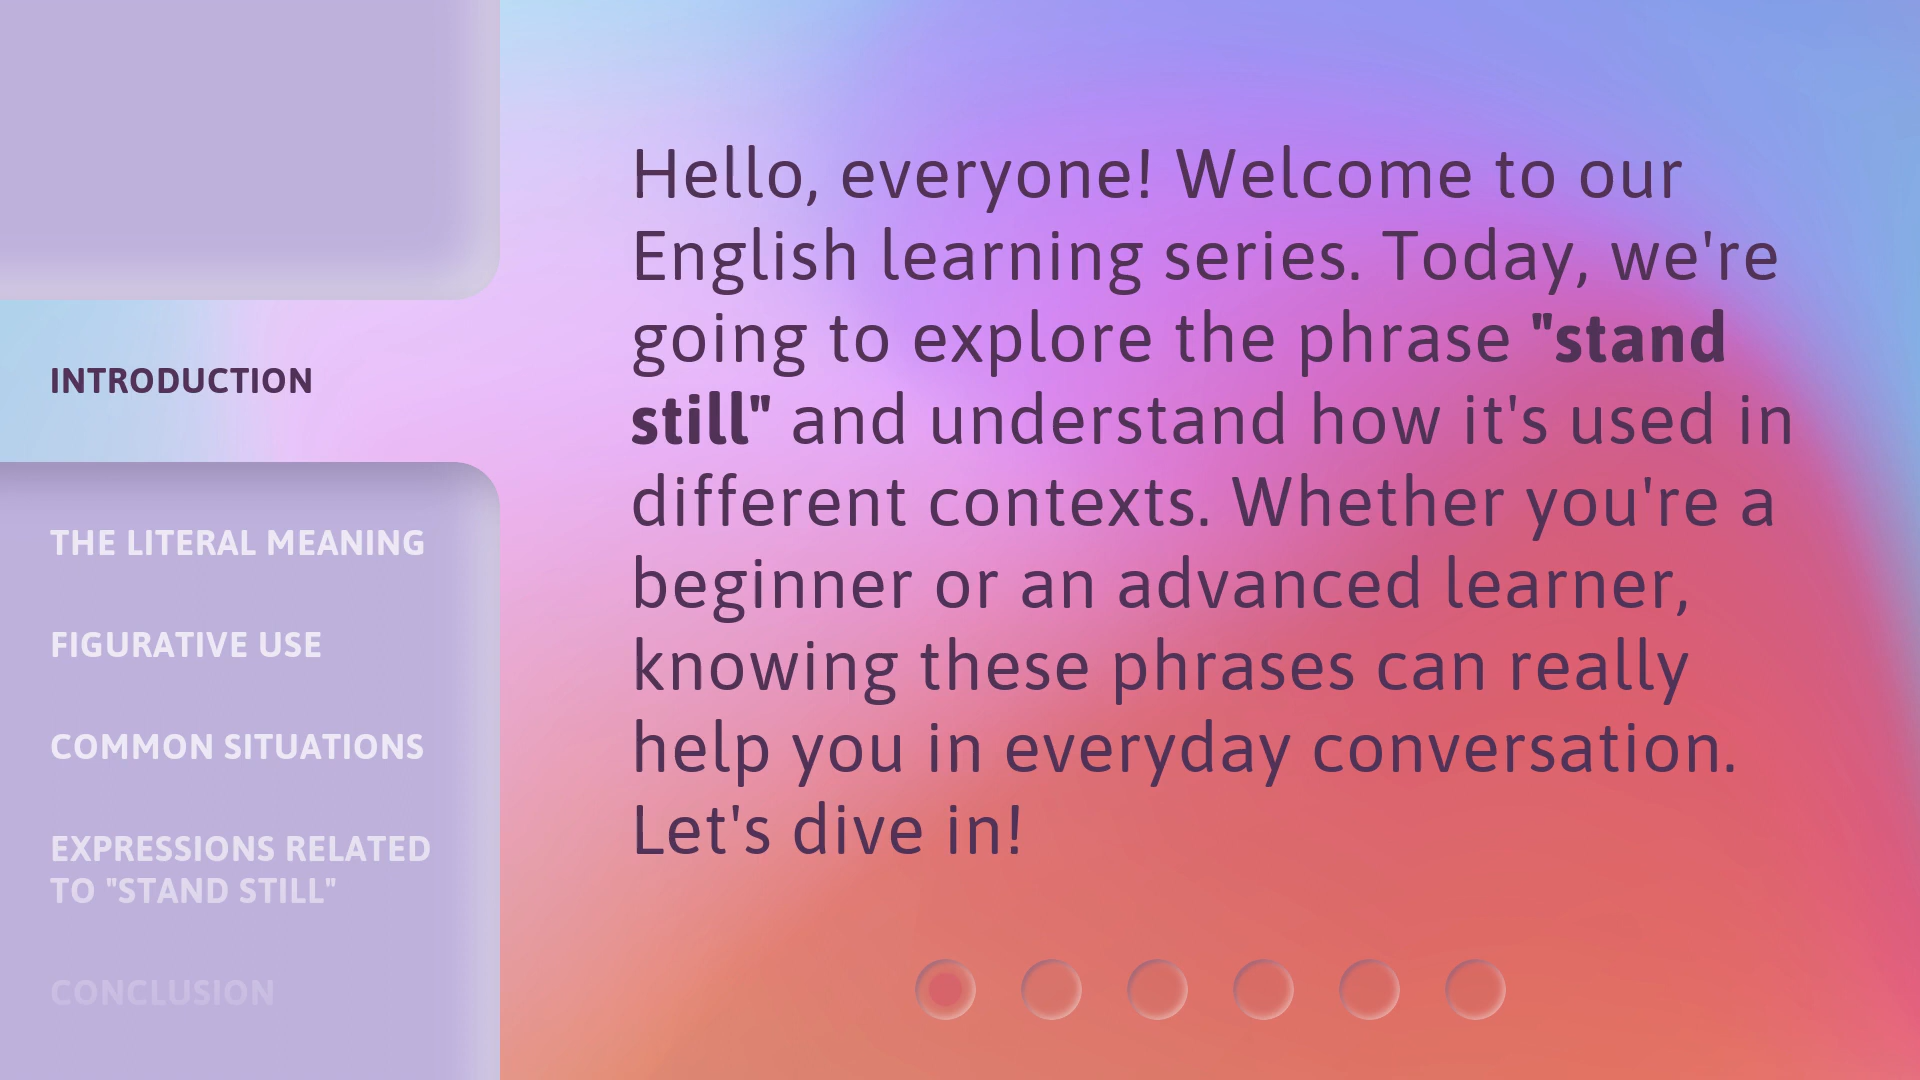 INTRODUCTION
THE LITERAL MEANING
FIGURATIVE USE
COMMON SITUATIONS
EXPRESSIONS RELATED
TO "STAND STILL"
CONCLUSION
Hello, everyone! Welcome to our
English learning series. Today, we're
going to explore the phrase "stand
still" and understand how it's used in
different contexts. Whether you're a
beginner or an advanced learner,
knowing these phrases can really
help you in everyday conversation.
Let's dive in!